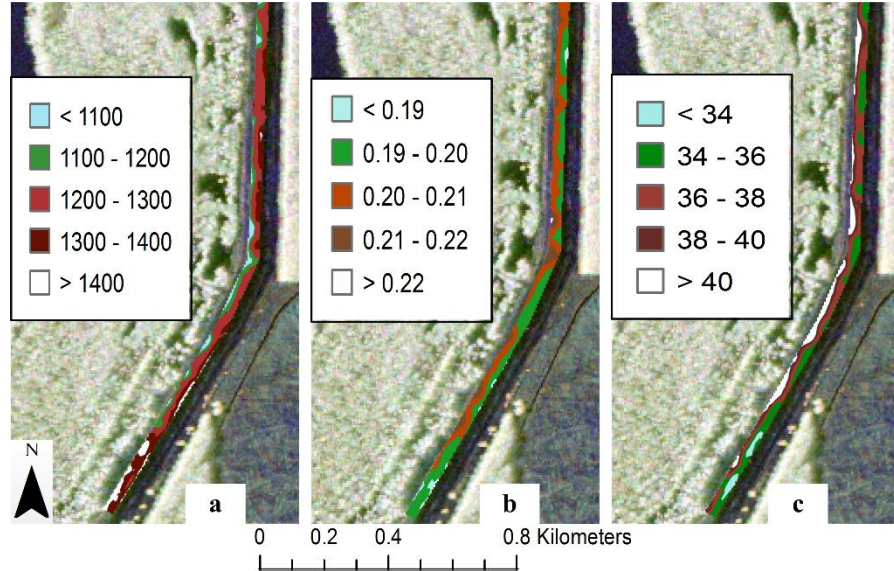 < 1100
1100 - 1200
1200 - 1300
1300 - 1400
> 1400
< 0.19
0.19 - 0.20
0.20 - 0.21
0.21 - 0.22
> 0.22
< 34
34 - 36
36 - 38
38 - 40
> 40
N
a
b
c
0 0.2 0.4 0.8 Kilometers